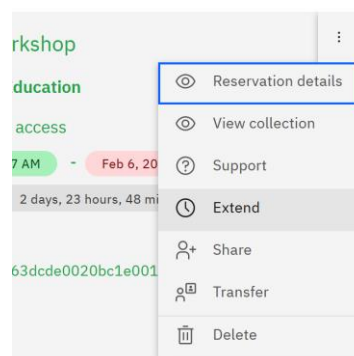 rkshop
ducation
access
7 AM - Feb 6, 20
2 days, 23 hours, 48 mi
63dcde0020bc1e001
Reservation details
View collection
Support
Extend
Share
Transfer
Delete